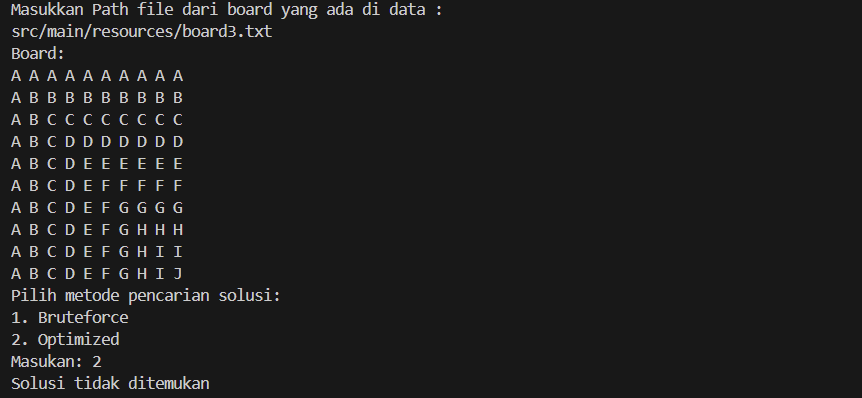 Masukkan Path file dari board yang ada di data :
src/main/resources/board3.txt
Board:
A A A A A A A A A A
A B B B B B B B B B
A B C C C C C C C C
A B C D D D D D D D
A B C D E E E E E E
A B C D E F F F F F
A B C D E F G G G G
A B C D E F G H H H
A B C D E F G H I I
A B C D E F G H I J
Pilih metode pencarian solusi:
1. Bruteforce
2. Optimized
Masukan: 2
Solusi tidak ditemukan